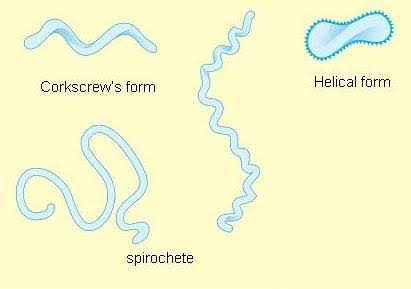 Corkscrew's form
Helical form
spirochete